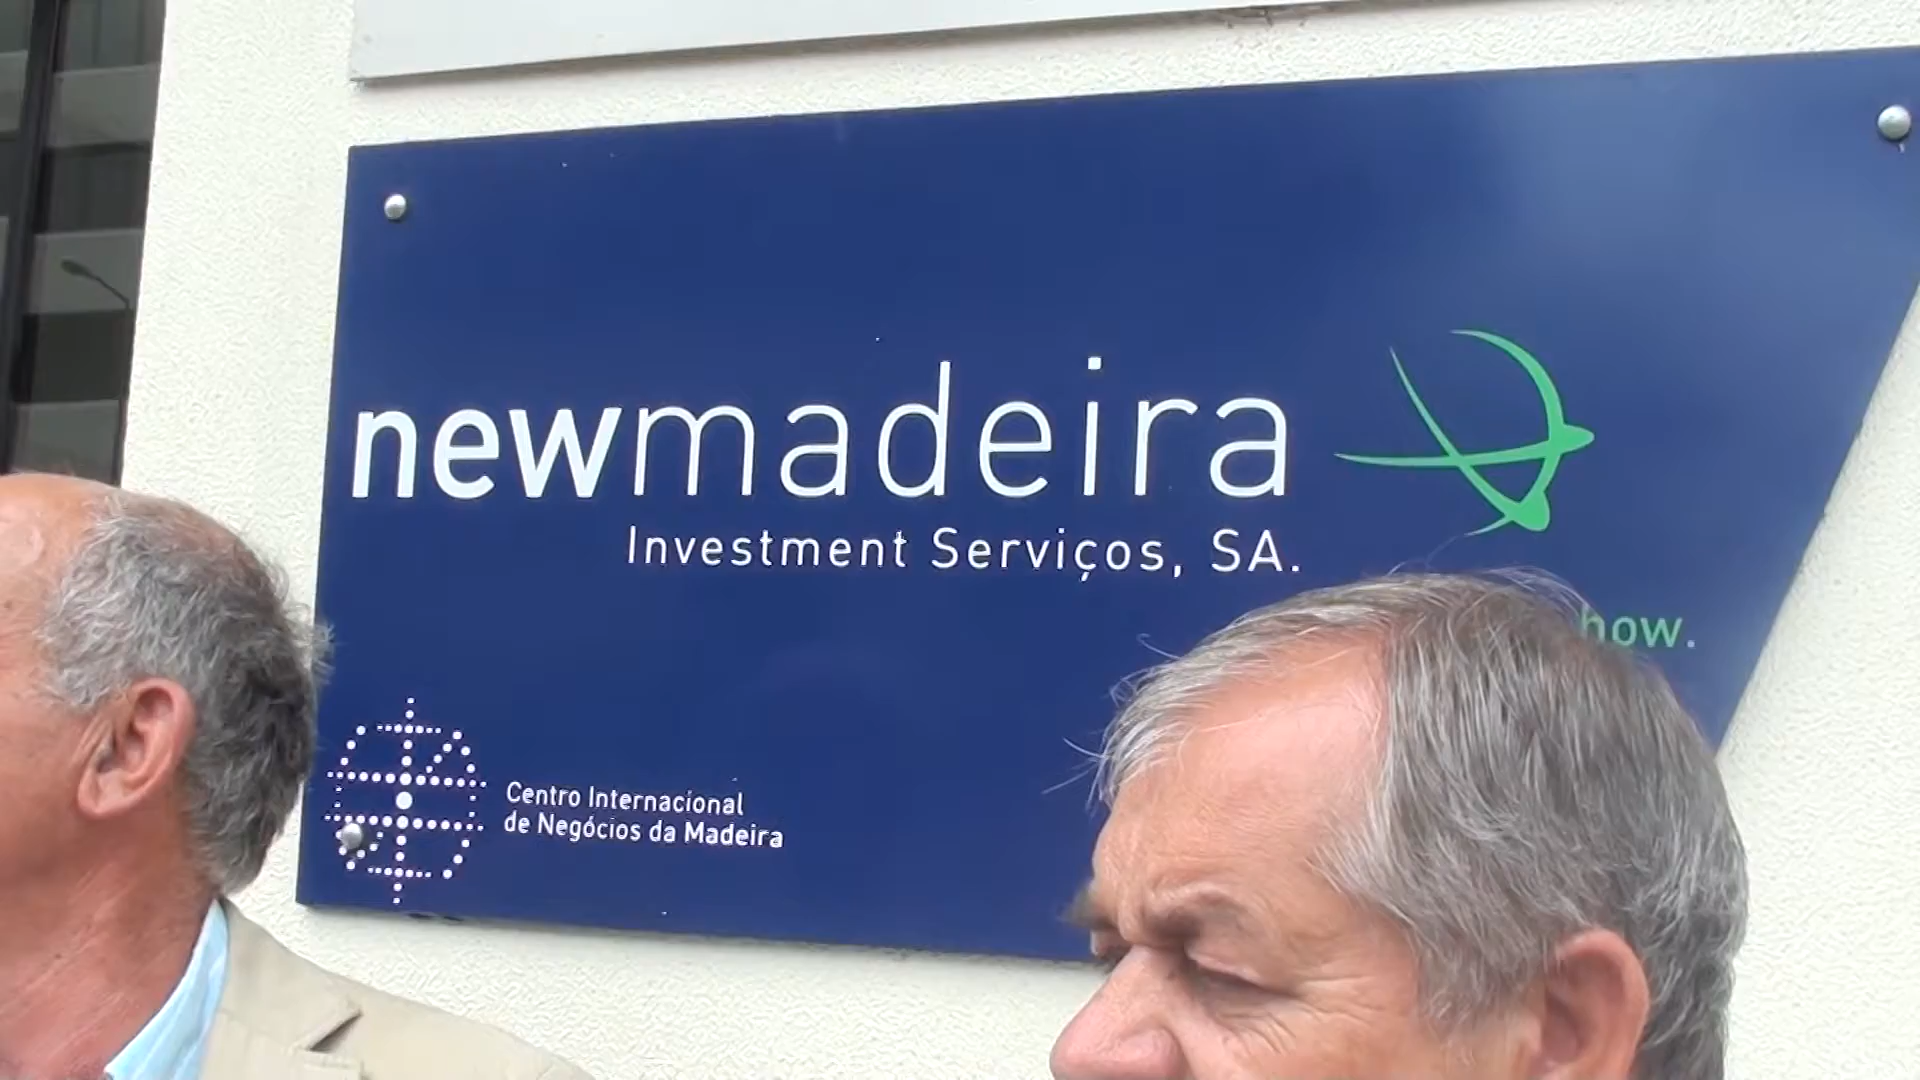 newmadeira
Investment Serviços, SA.
how.
Centro Internacional
de Negócios da Madeira